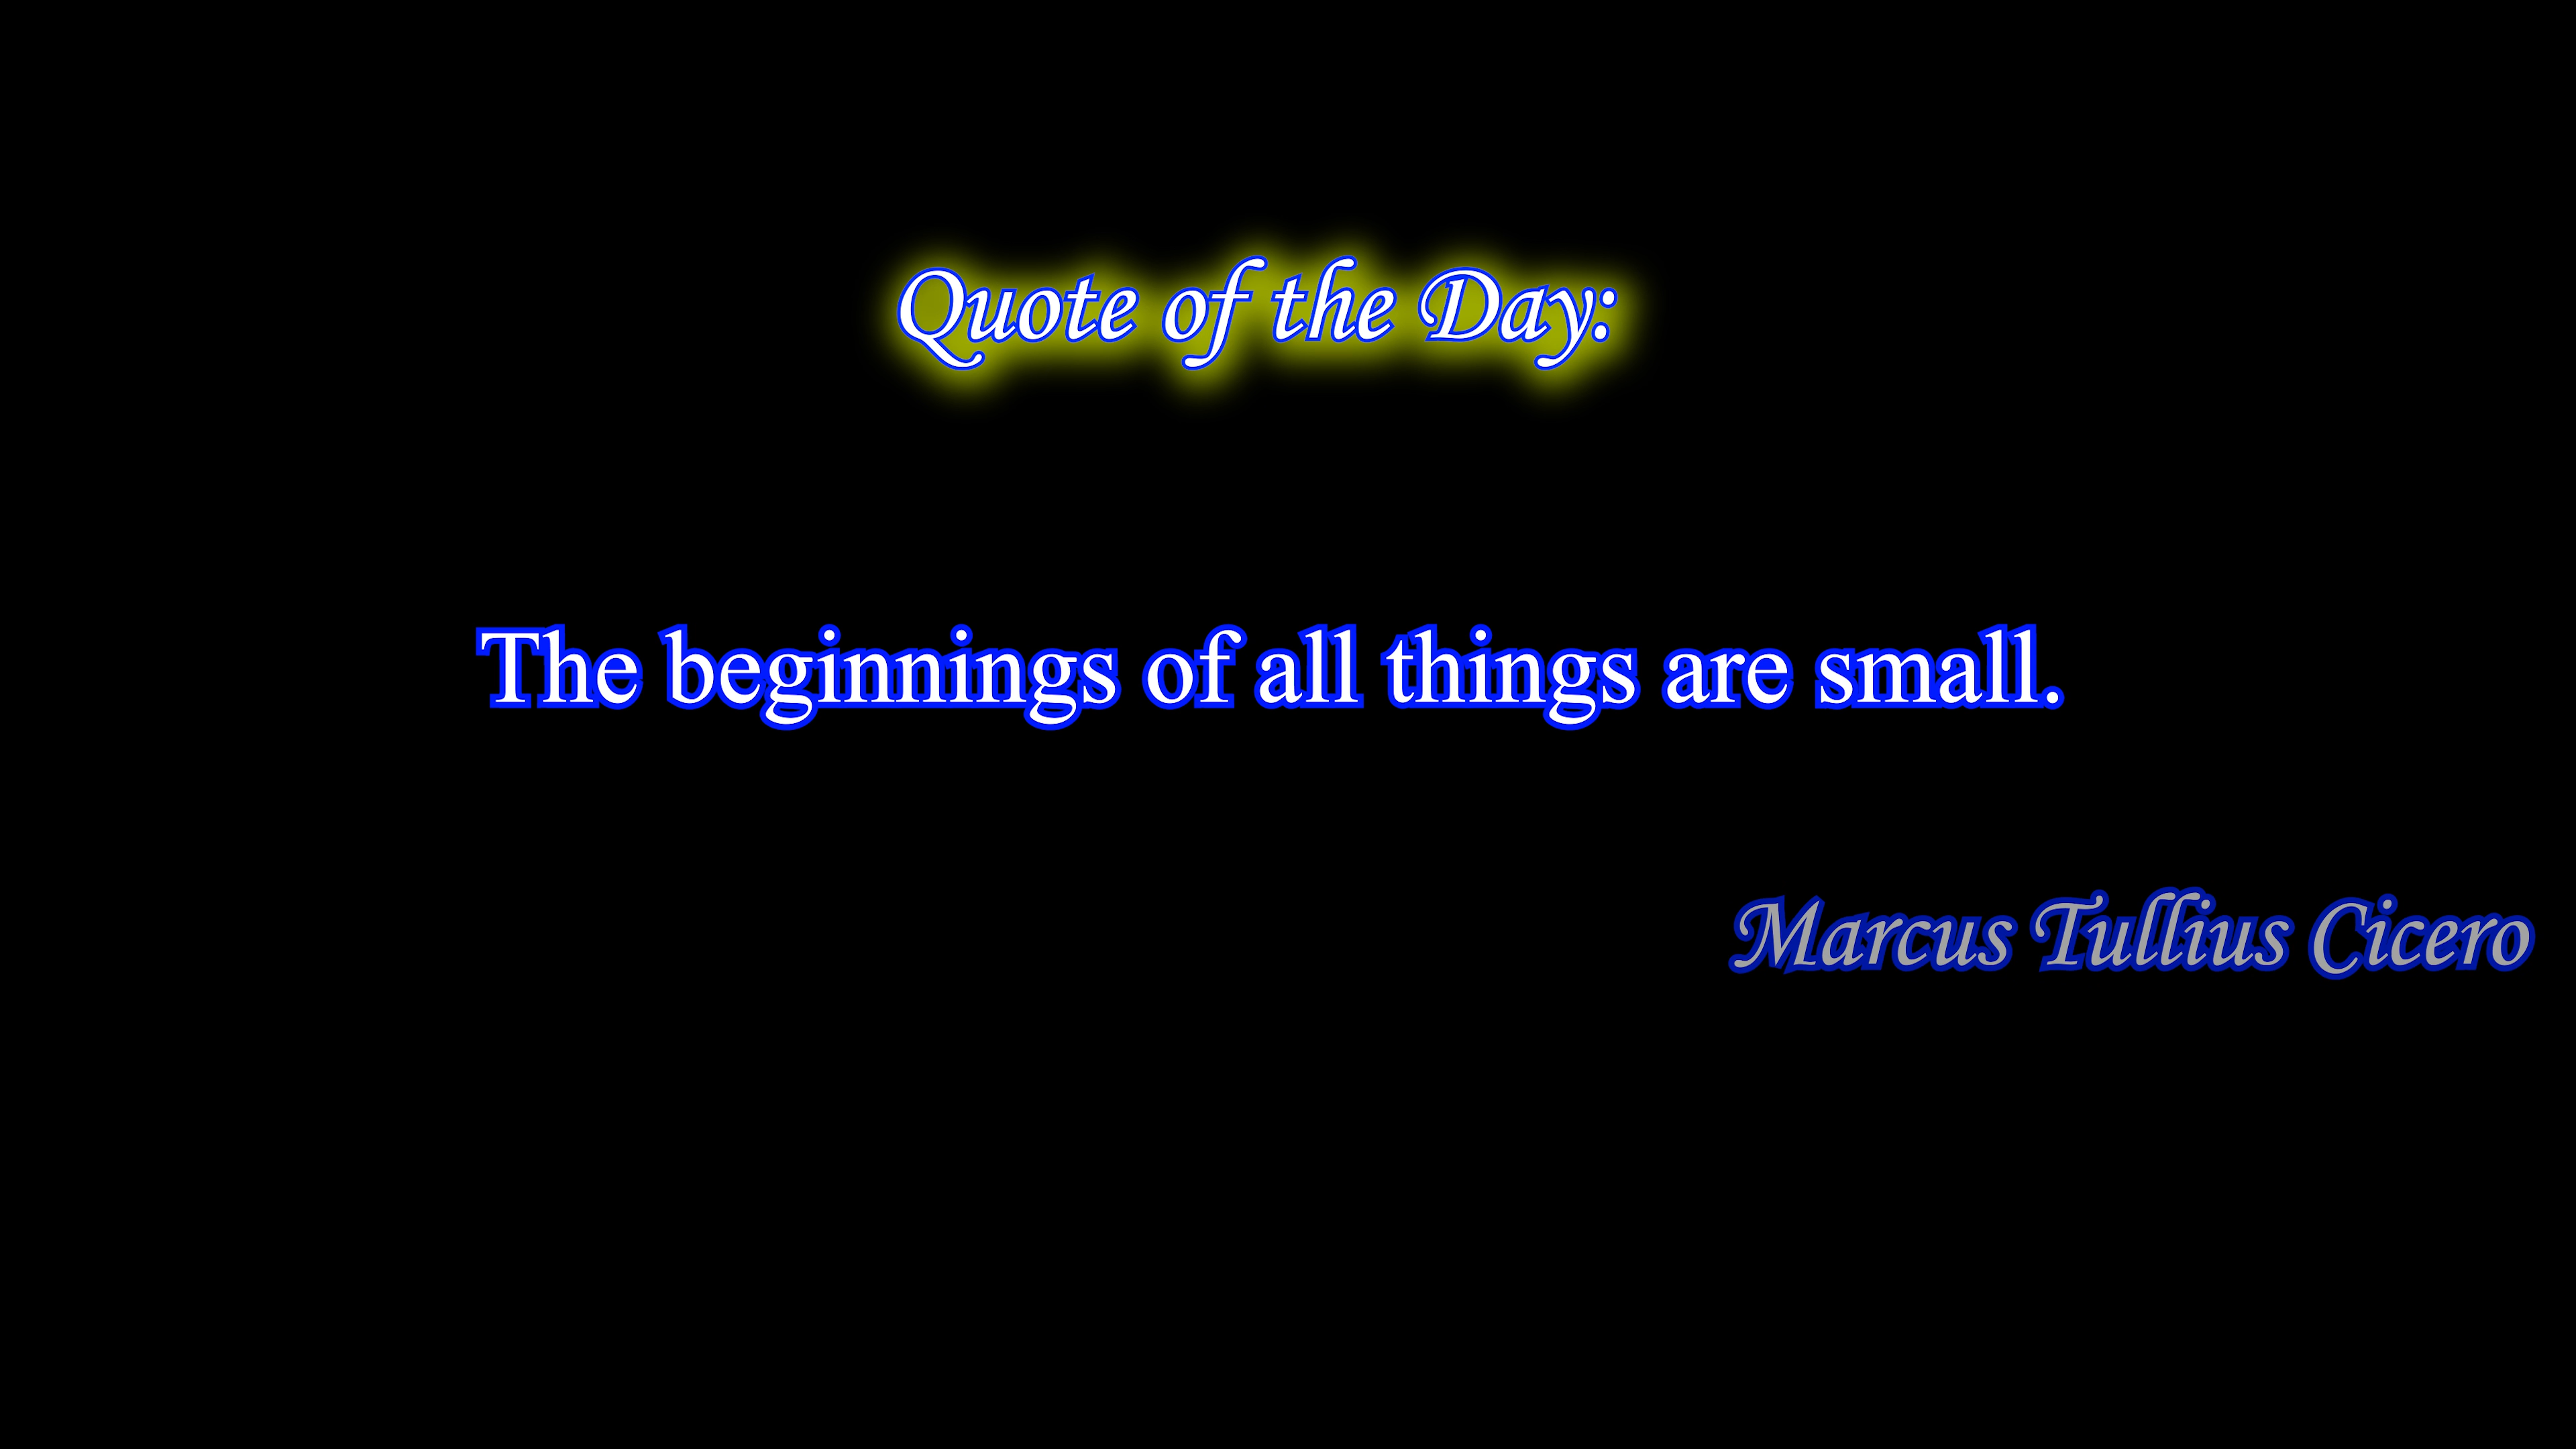 Quote of the Day:
The beginnings of all things are small.
Marcus Tullius Cicero